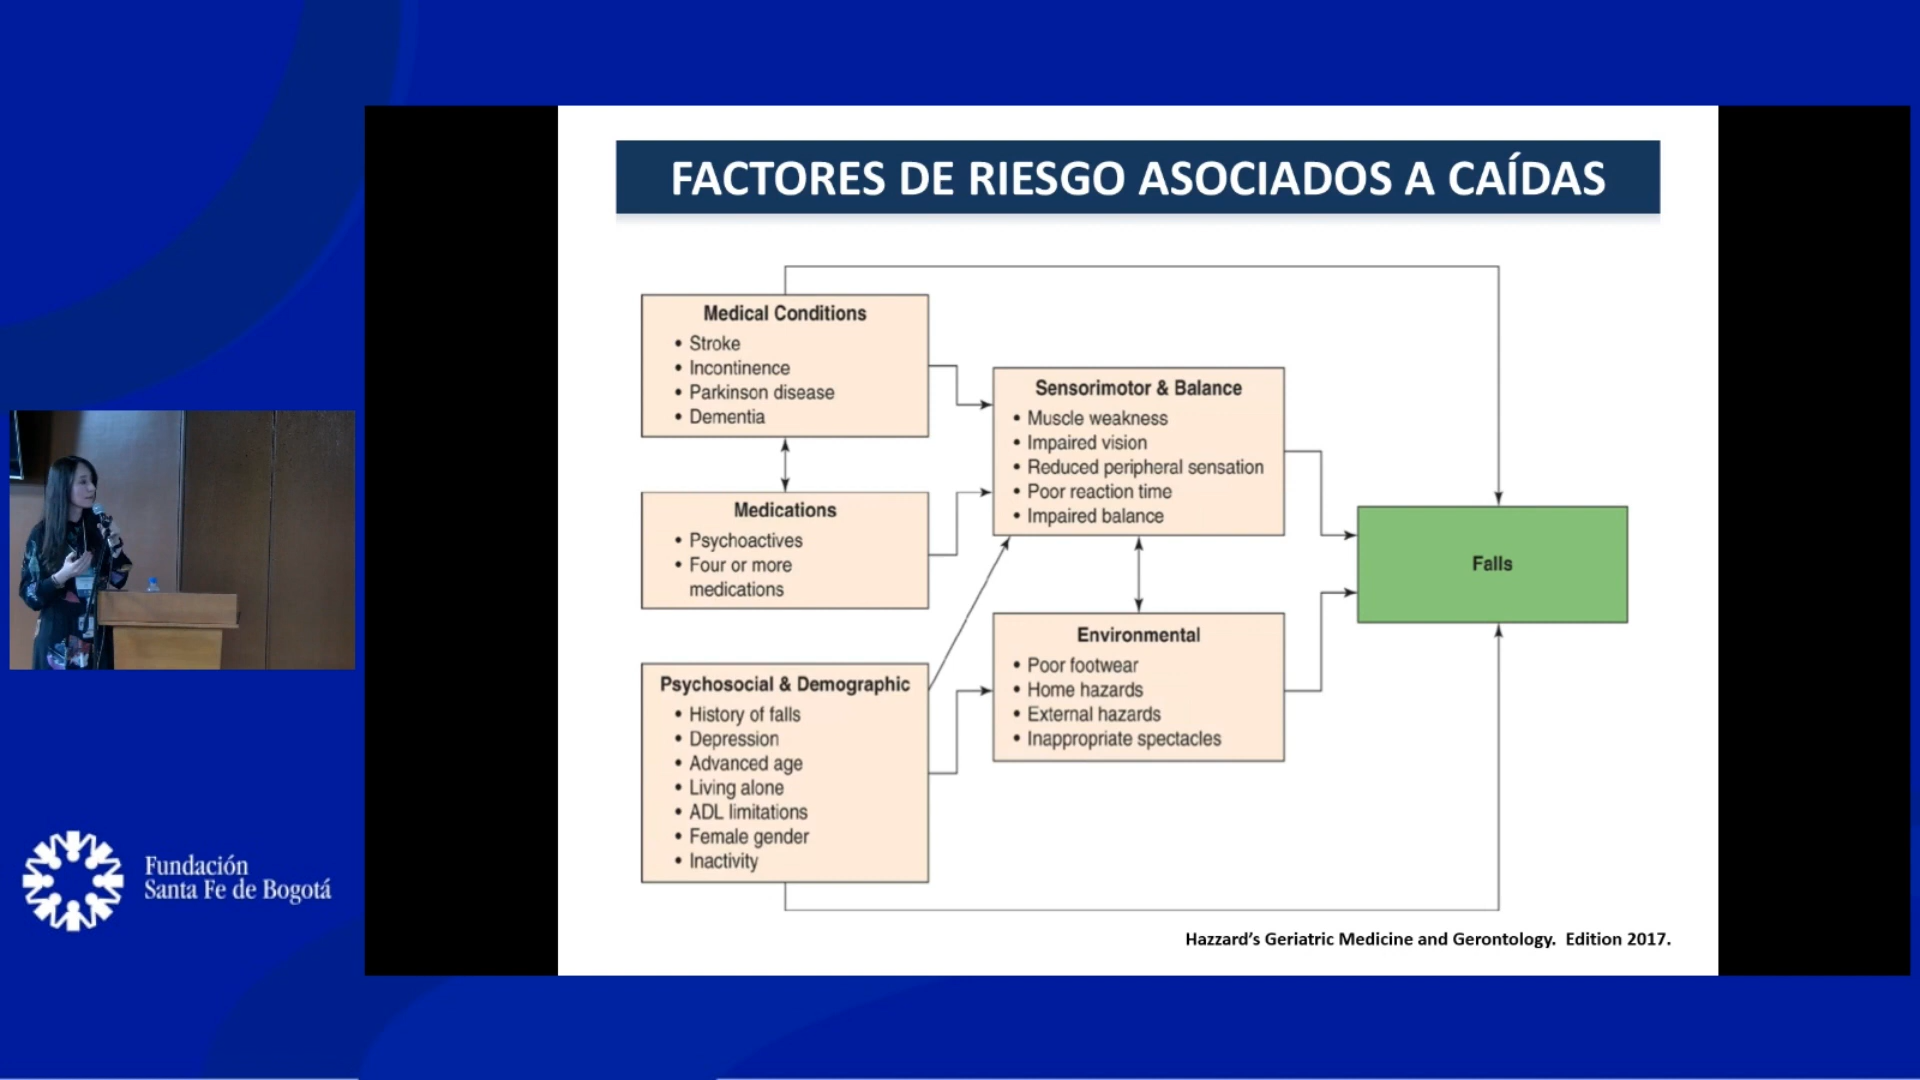 FACTORES DE RIESGO ASOCIADOS A CAÍDAS
Medical Conditions
• Stroke
• Incontinence
• Parkinson disease
• Dementia
Medications
• Psychoactives
• Four or more
medications
Psychosocial & Demographic
• History of falls
• Depression
• Advanced age
• Living alone
• ADL limitations
• Female gender
• Inactivity
Sensorimotor & Balance
• Muscle weakness
• Impaired vision
• Reduced peripheral sensation
• Poor reaction time
• Impaired balance
Environmental
• Poor footwear
• Home hazards
• External hazards
• Inappropriate spectacles
Falls
Hazzard’s Geriatric Medicine and Gerontology. Edition 2017.
Fundación
Santa Fe de Bogotá